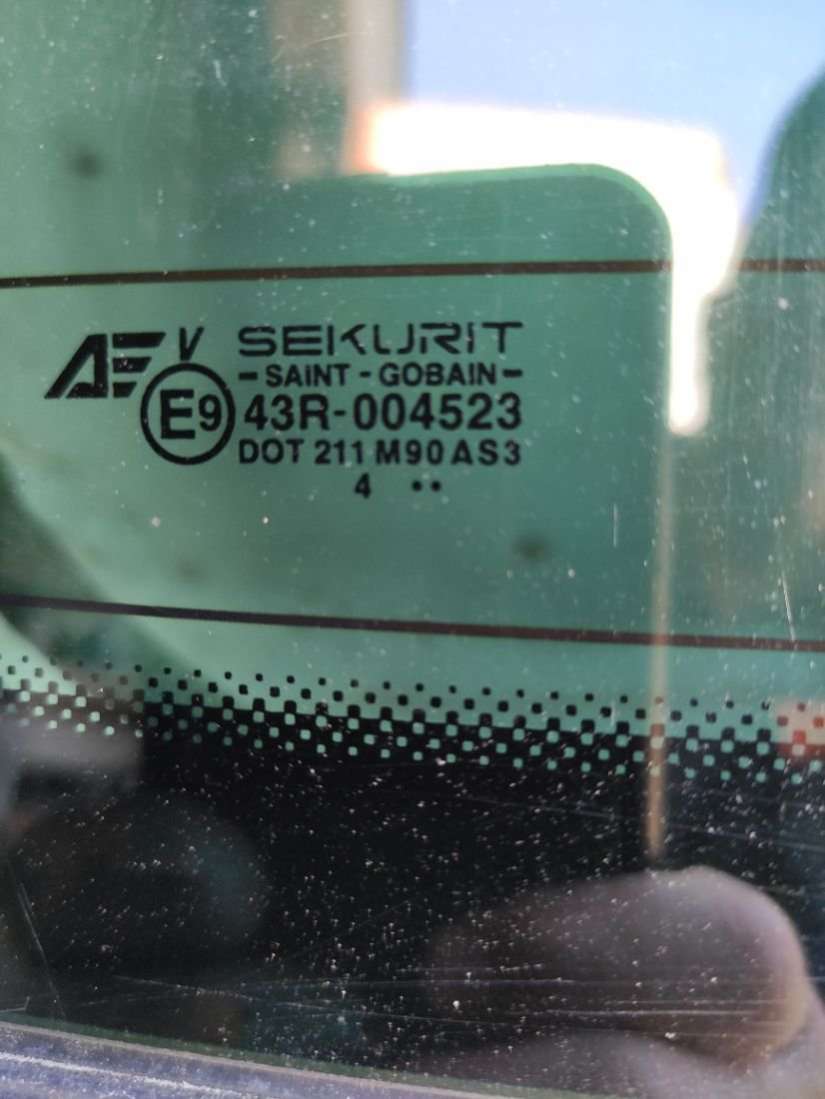 AE V SEKURIT
- SAINT - GOBAIN -
E9 43R-004523
DOT 211 M90 AS3
4 ••